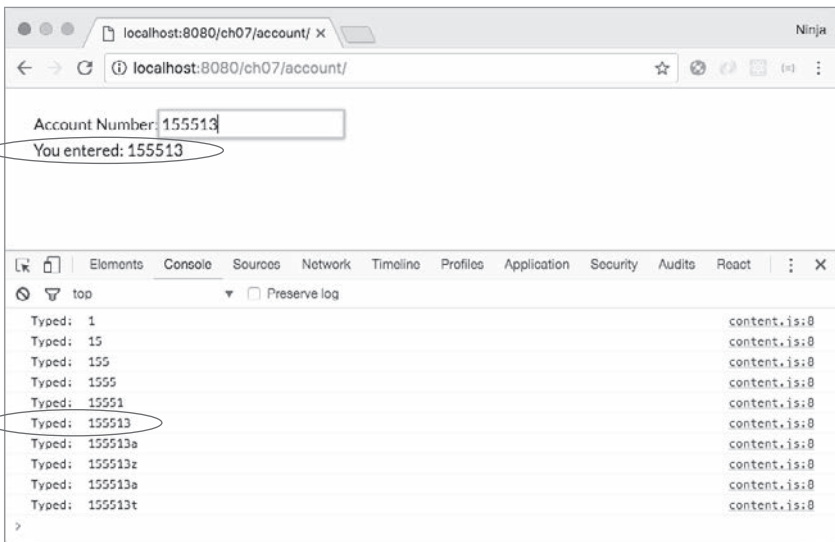 localhost:8080/ch07/account/ ×
Ninja
localhost:8080/ch07/account/
Account Number: 155513
You entered: 155513
Elements Console Sources Network Timeline Profiles Application Security Audits React
top Preserve log
Typed: 1 content.js:8
Typed: 15 content.js:8
Typed: 155 content.js:8
Typed: 1555 content.js:8
Typed: 15551 content.js:8
Typed: 155513 content.js:8
Typed: 155513a content.js:8
Typed: 155513z content.js:8
Typed: 155513a content.js:8
Typed: 155513t content.js:8
>